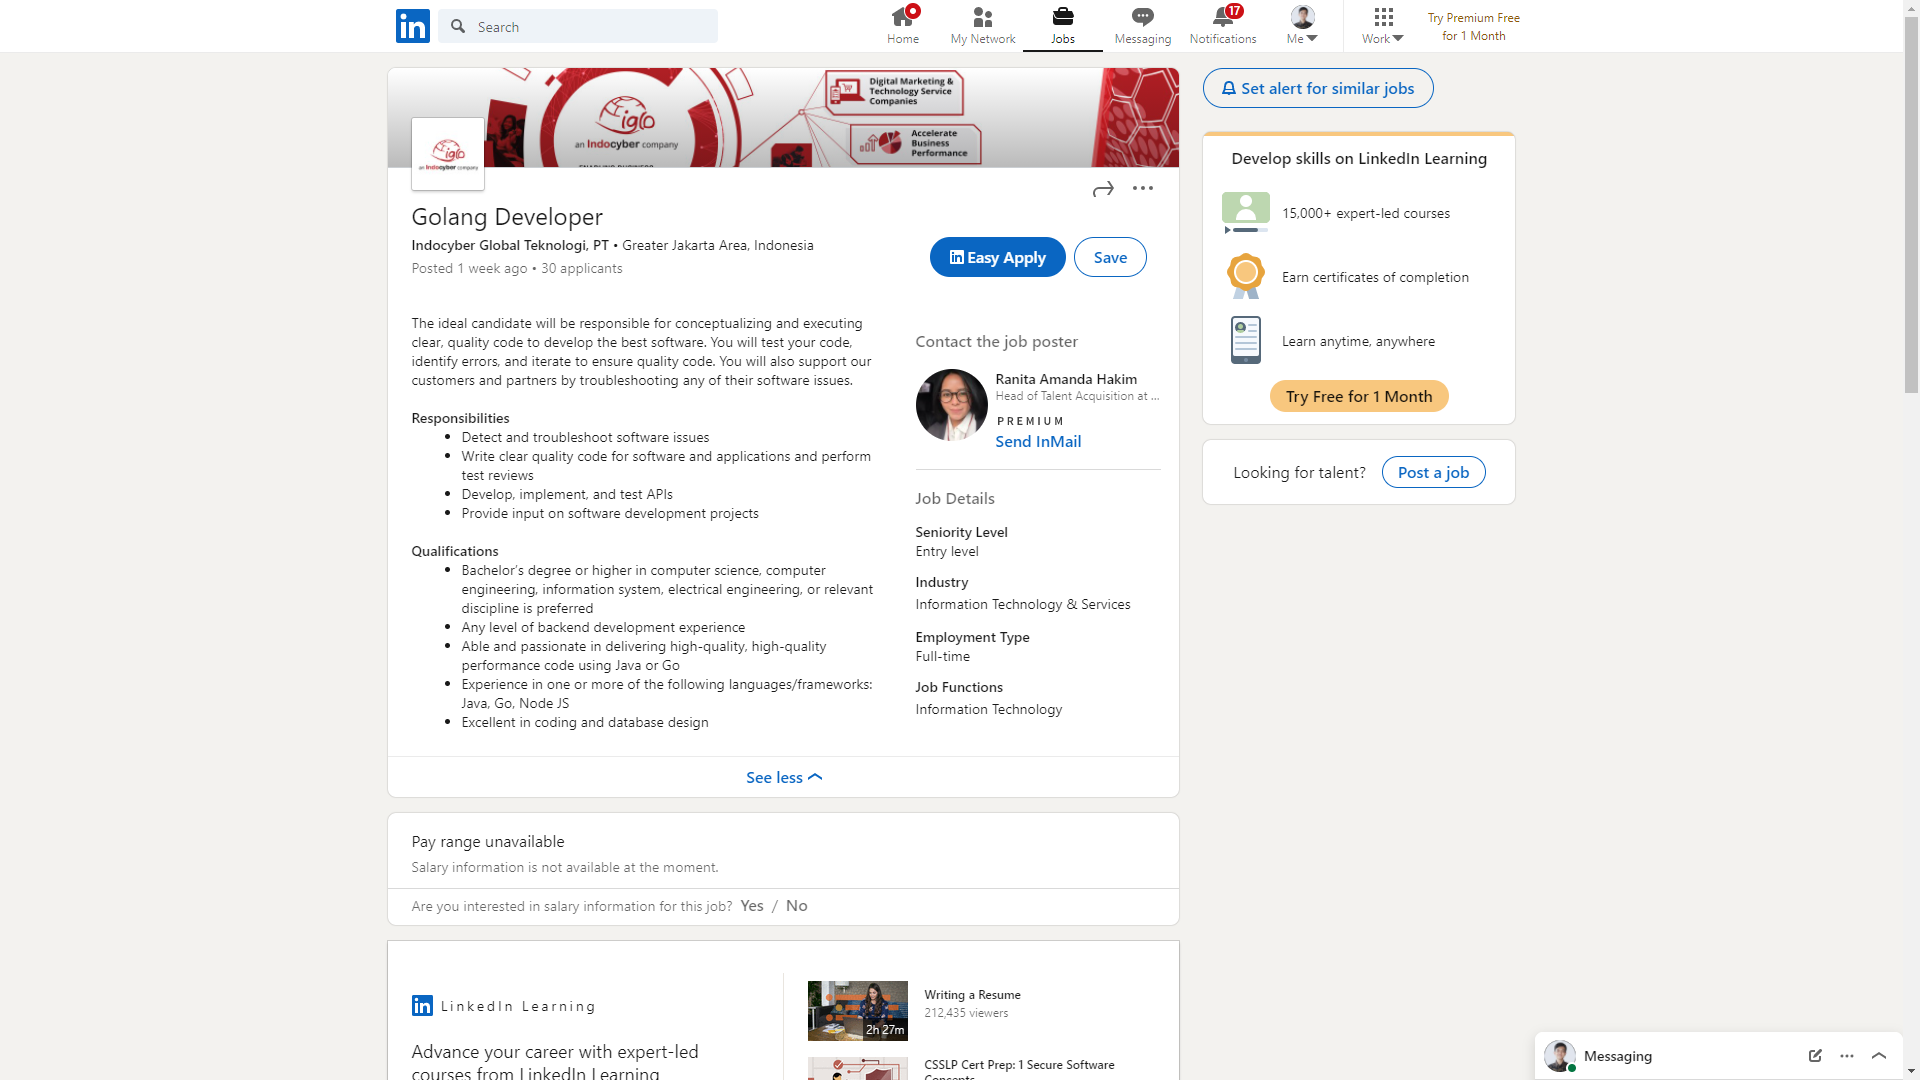 Search
Home
My Network
Jobs
Messaging
17
Notifications
Me
Work
Try Premium Free
for 1 Month
Digital Marketing &
Technology Service
Companies
iglo
an Indocyber company
Accelerate
Business
Performance
iglo
an Indocyber company
Golang Developer
Indocyber Global Teknologi, PT • Greater Jakarta Area, Indonesia
Posted 1 week ago • 30 applicants
in Easy Apply
Save
The ideal candidate will be responsible for conceptualizing and executing
clear, quality code to develop the best software. You will test your code,
identify errors, and iterate to ensure quality code. You will also support our
customers and partners by troubleshooting any of their software issues.
Responsibilities
• Detect and troubleshoot software issues
• Write clear quality code for software and applications and perform
test reviews
• Develop, implement, and test APIs
• Provide input on software development projects
Qualifications
• Bachelor's degree or higher in computer science, computer
engineering, information system, electrical engineering, or relevant
discipline is preferred
• Any level of backend development experience
• Able and passionate in delivering high-quality, high-quality
performance code using Java or Go
• Experience in one or more of the following languages/frameworks:
Java, Go, Node JS
• Excellent in coding and database design
Contact the job poster
Ranita Amanda Hakim
Head of Talent Acquisition at ...
PREMIUM
Send InMail
Job Details
Seniority Level
Entry level
Industry
Information Technology & Services
Employment Type
Full-time
Job Functions
Information Technology
See less
Pay range unavailable
Salary information is not available at the moment.
Are you interested in salary information for this job? Yes / No
in LinkedIn Learning
Advance your career with expert-led
courses from LinkedIn Learning
2h 27m
Writing a Resume
212,435 viewers
CSSLP Cert Prep: 1 Secure Software
Concepts
Set alert for similar jobs
Develop skills on LinkedIn Learning
15,000+ expert-led courses
Earn certificates of completion
Learn anytime, anywhere
Try Free for 1 Month
Looking for talent?
Post a job
Messaging